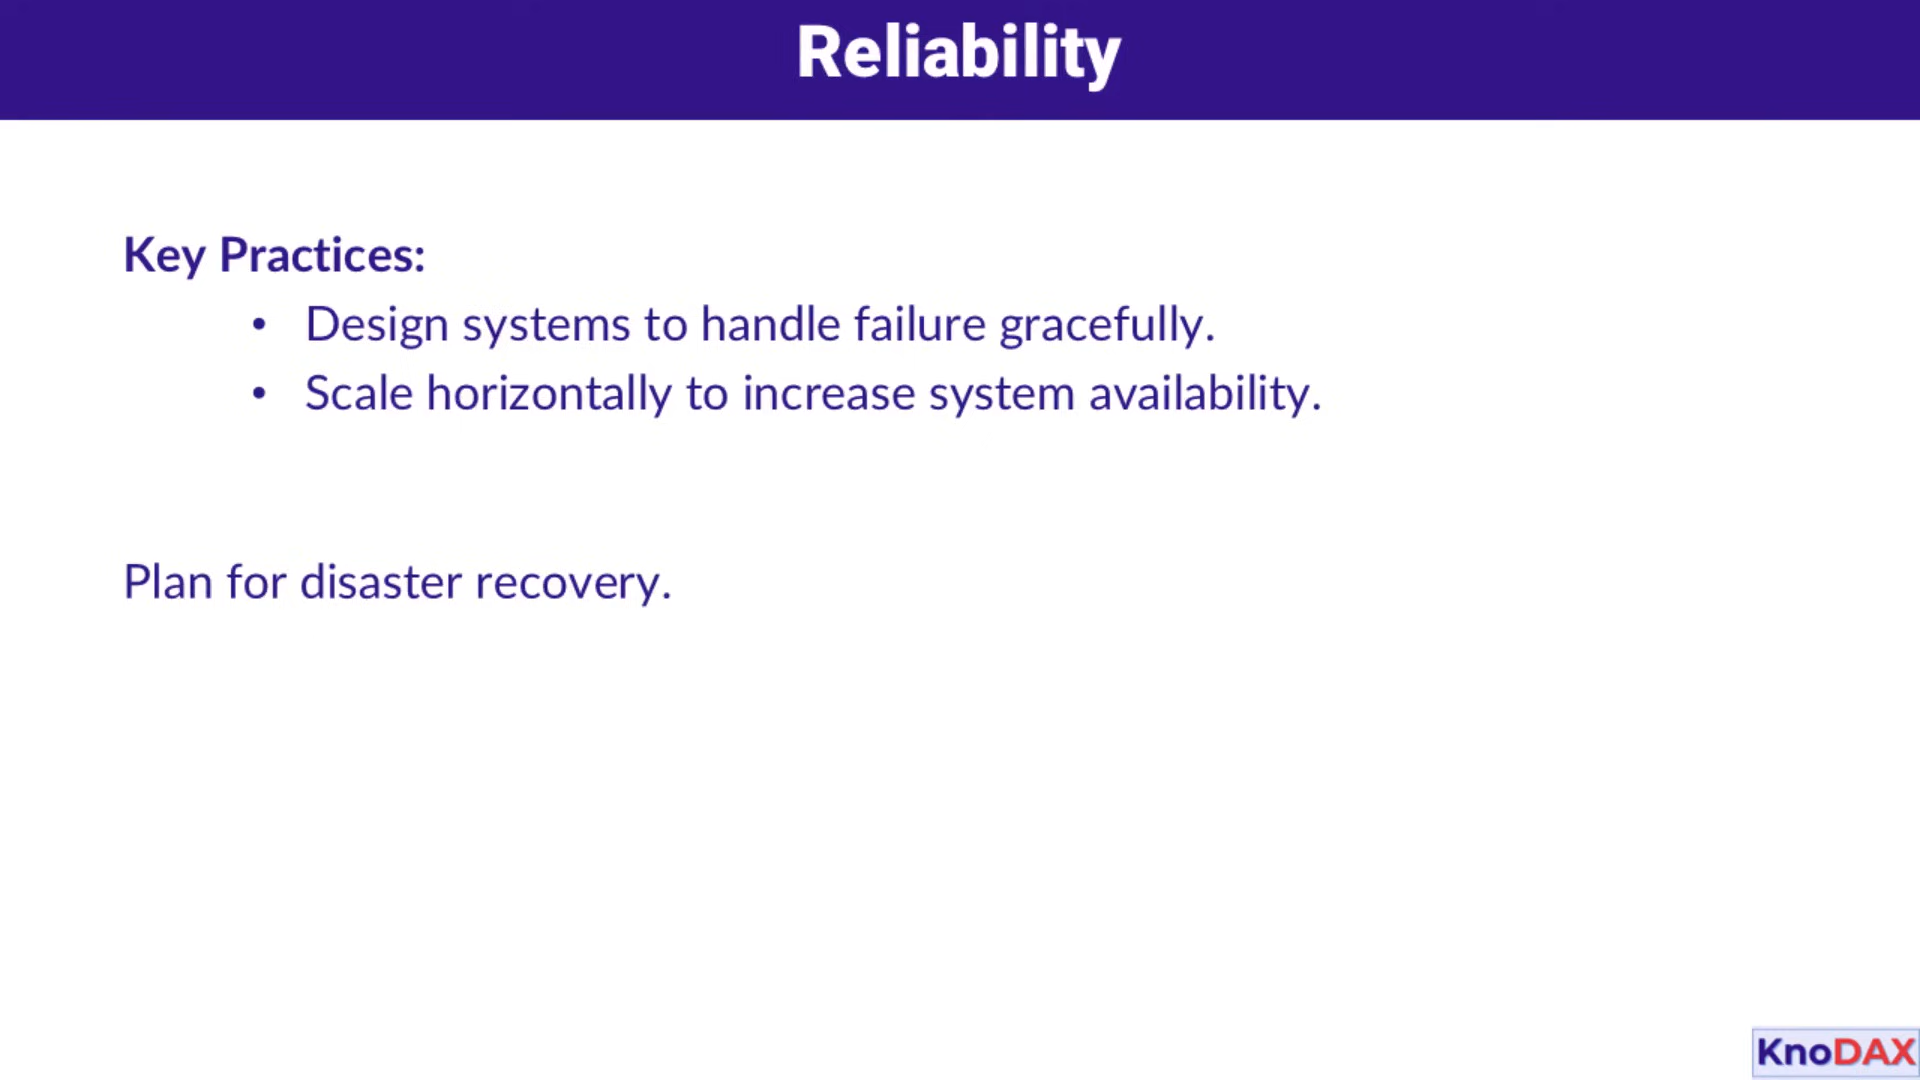 Reliability
Key Practices:
• Design systems to handle failure gracefully.
• Scale horizontally to increase system availability.
Plan for disaster recovery.
KnoDAX